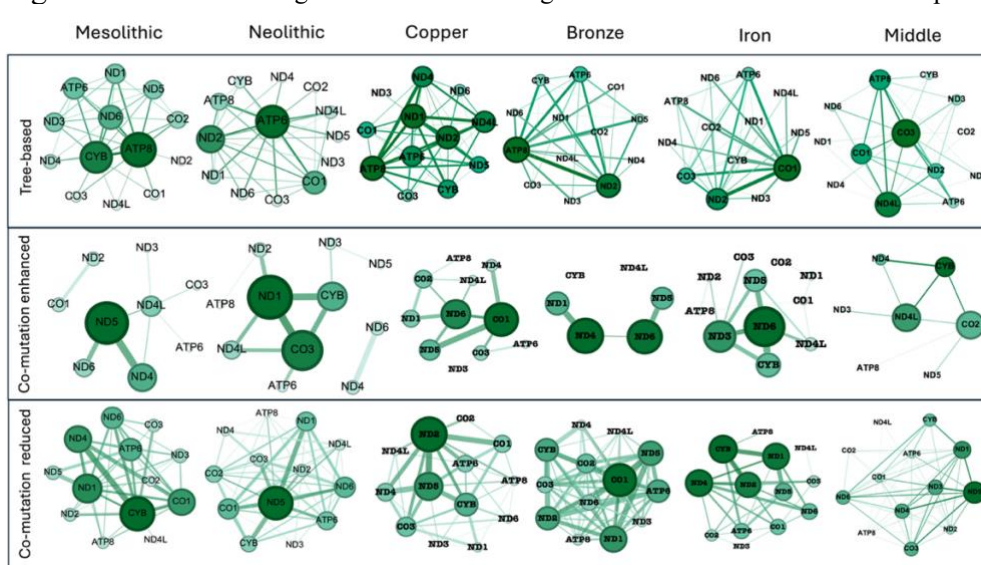 Mesolithic Neolithic Copper Bronze Iron Middle
Tree-based
ND1
ATP6 ND5
ND3 ND6 CO2
ND4 CYB ATP8 ND2
CO3 ND4L CO1
ND4
CYB CO2
ATP8 ATP6 ND4L
ND2 ND5
ND1 ND3
ND6 CO3 CO1
ND4
ND3 ND6
CO1 ND1 ND2 ND4L
ATP8 ATP6 ND5
CO3 CYB
CYB ATP6 CO1
ND6 ND1 ND5
ATP8 CO2
ND4L ND4
CO3 ND3 ND2
ND6 ATP6
ATP8 ND4L
CO2 ND1
ND4 ND5
CYB CO1
CO3 ND2 ND3
ATP8 CYB
ND6 ND3
ND1 CO1 CO3 CO2
ND4 ND2
ND4L ATP6
Co-mutation enhanced
ND2 ND3
CO1 ND4L CO3
ND5 ATP6
ND6 ND4
ND2 ND3
ND5
ATP8 ND1 CYB
ND4L CO3 ND6
ATP6 ND4
ATP8 ND4
CO2 ND4L
ND1 ND6 CO1
ND5 CO3 ATP6
ND3
CYB ND4L
ND1 ND5
ND4 ND6
CO3 CO2
ND2 ND5 ND1
ATP8 ND6 CO1
ND3 ND4L
CYB
ND4 CYB
ND3 ND4L CO2
ATP8 ND5
Co-mutation reduced
ND6 CO3
ND4 ATP6 ND3
ND5 CO2
ND1 CO1
ND2 CYB
ATP8 ND4L
ATP8 ND1
ND4 ND4L
CO2 CO3 ND2 ND6
CO1 ND5 ATP6
CYB ND3
ND2 CO2
ND4L CO1
ATP6 ATP8
ND4 ND5 CYB
CO3 ND6
ND3 ND1
ND4 ND4L
CYB CO2 ND5
CO3 CO1 ATP6
ND2 ND6 ND3
ATP8 ND1
CYB ATP8 ND1 ND4L
ND4 ND2 ND5 CO3
ND6
CO2 ATP6 CO1
ND3
ND4L CYB
CO2 ATP6 ND1
CO1 ND3
ND6 ND4
ATP8 CO3 ND2